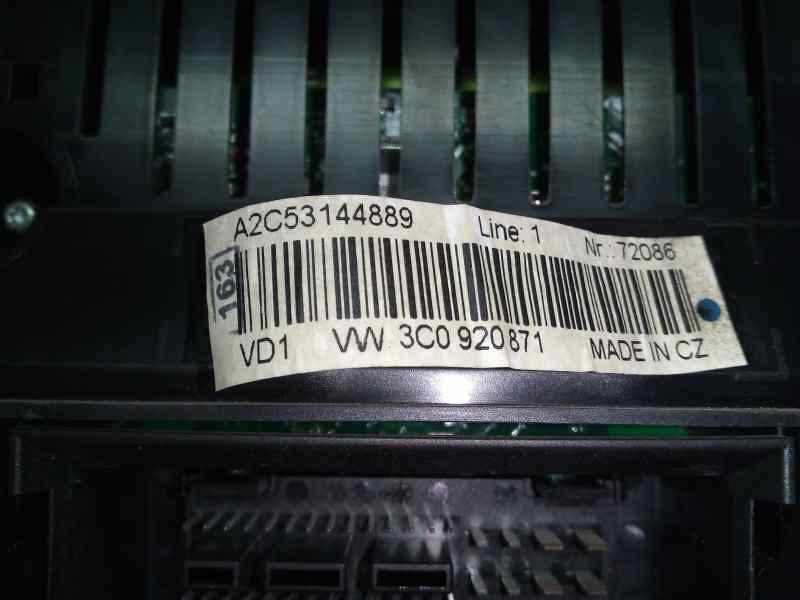 A2C53144889 Line: 1 Nr.: 72086
163
VD1 VW 3C0 920 871 MADE IN CZ